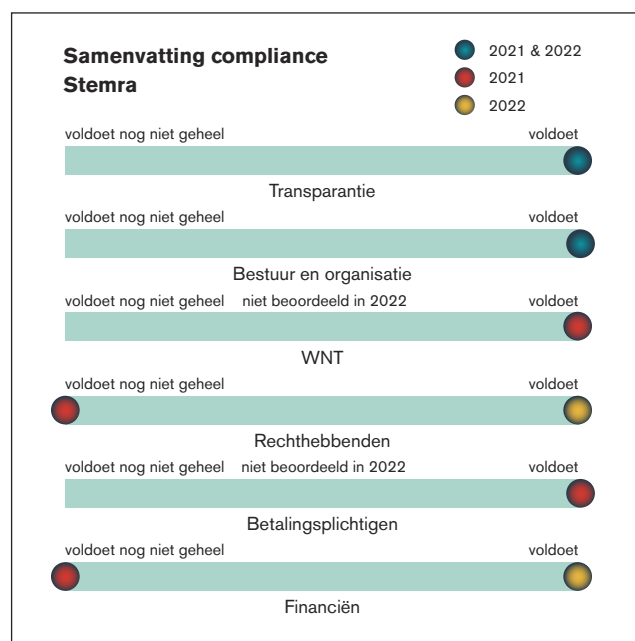 Samenvatting compliance
Stemra
2021 & 2022
2021
2022
voldoet nog niet geheel voldoet
Transparantie
voldoet nog niet geheel voldoet
Bestuur en organisatie
voldoet nog niet geheel niet beoordeeld in 2022 voldoet
WNT
voldoet nog niet geheel voldoet
Rechthebbenden
voldoet nog niet geheel niet beoordeeld in 2022 voldoet
Betalingsplichtigen
voldoet nog niet geheel voldoet
Financiën